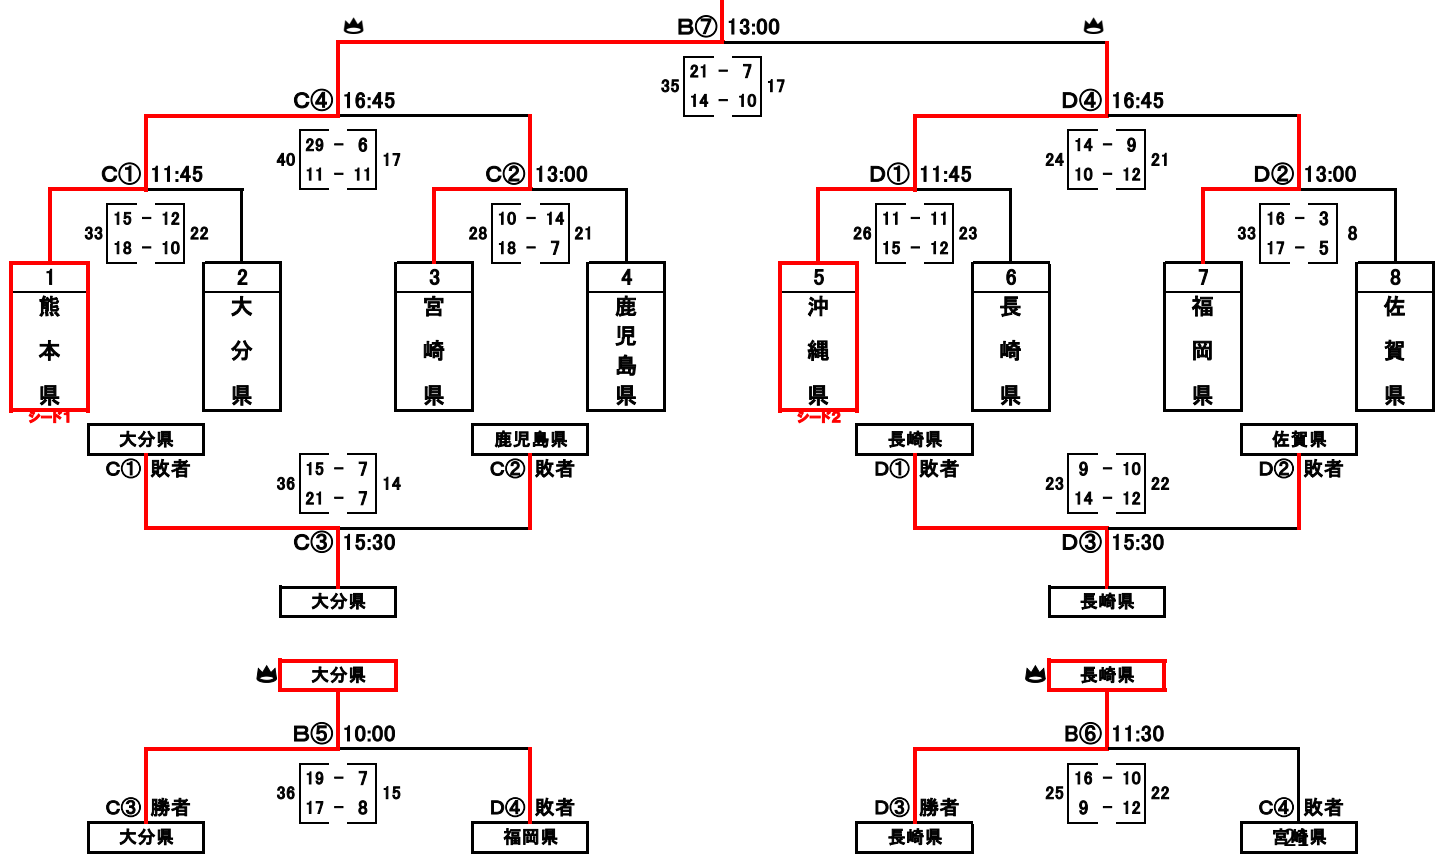 B⑦ 13:00
35 21 - 7 17
14 - 10
C④ 16:45
D④ 16:45
40 29 - 6 17
11 - 11
24 14 - 9 21
10 - 12
C① 11:45
C② 13:00
D① 11:45
D② 13:00
33 15 - 12 22
18 - 10
28 10 - 14 21
18 - 7
26 11 - 11 23
15 - 12
33 16 - 3 8
17 - 5
1
熊本県
シード1
2
大分県
3
宮崎県
4
鹿児島県
5
沖縄県
シード2
6
長崎県
7
福岡県
8
佐賀県
大分県
C① 敗者
鹿児島県
C② 敗者
長崎県
D① 敗者
佐賀県
D② 敗者
36 15 - 7 14
21 - 7
23 9 - 10 22
14 - 12
C③ 15:30
D③ 15:30
大分県
長崎県
大分県
長崎県
B⑤ 10:00
B⑥ 11:30
36 19 - 7 15
17 - 8
25 16 - 10 22
9 - 12
C③ 勝者
D④ 敗者
D③ 勝者
C④ 敗者
大分県
福岡県
長崎県
宮崎県